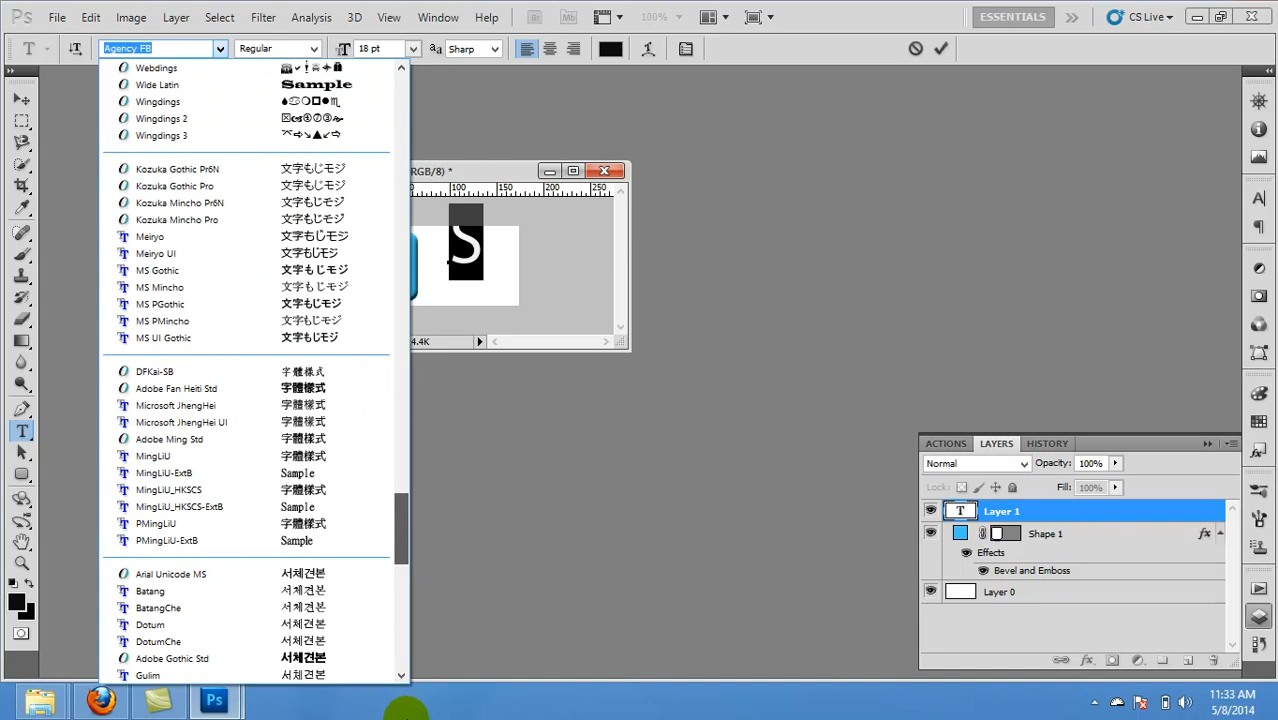 Ps File Edit Image Layer Select Filter Analysis 3D View Window Help Br Mb 100% ESSENTIALS CS Live
T Agency FB Regular 18 pt aa Sharp
Webdings
Wide Latin Sample
Wingdings
Wingdings 2
Wingdings 3
Kozuka Gothic Pr6N 文字もじモジ
Kozuka Gothic Pro 文字もじモジ
Kozuka Mincho Pr6N 文字もじモジ
Kozuka Mincho Pro 文字もじモジ
Meiryo 文字もじモジ
Meiryo UI 文字もじモジ
MS Gothic 文字もじモジ
MS Mincho 文字もじモジ
MS PGothic 文字もじモジ
MS PMincho 文字もじモジ
MS UI Gothic 文字もじモジ
DFKai-SB 字體樣式
Adobe Fan Heiti Std 字體樣式
Microsoft JhengHei 字體樣式
Microsoft JhengHei UI 字體樣式
Adobe Ming Std 字體樣式
MingLiU 字體樣式
MingLiU-ExtB Sample
MingLiU_HKSCS 字體樣式
MingLiU_HKSCS-ExtB Sample
PMingLiU 字體樣式
PMingLiU-ExtB Sample
Arial Unicode MS 서체견본
Batang 서체견본
BatangChe 서체견본
Dotum 서체견본
DotumChe 서체견본
Adobe Gothic Std 서체견본
Gulim 서체견본
RGB/8) *
100 150 200 250
S
4.4K
ACTIONS LAYERS HISTORY
Normal Opacity: 100%
Lock: Fill: 100%
T Layer 1
Shape 1 fx
Effects
Bevel and Emboss
Layer 0
Ps
11:33 AM
5/8/2014